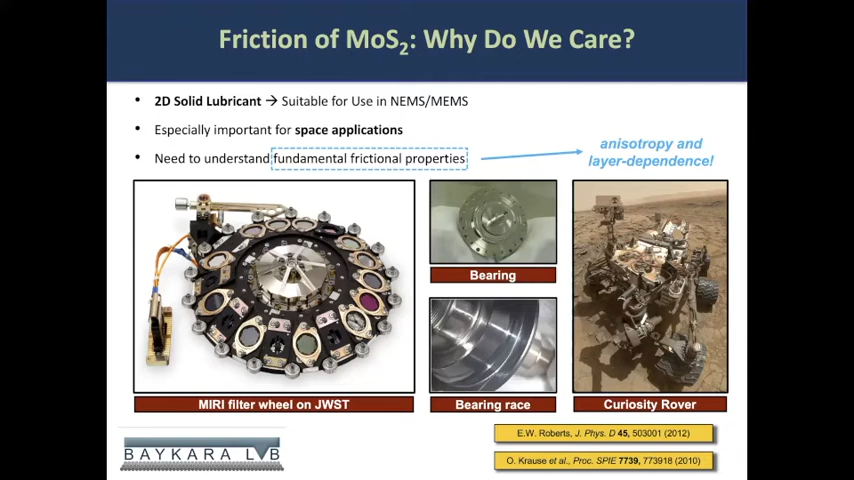 Friction of MoS₂: Why Do We Care?
• 2D Solid Lubricant → Suitable for Use in NEMS/MEMS
• Especially important for space applications
• Need to understand fundamental frictional properties
anisotropy and
layer-dependence!
Bearing
MIRI filter wheel on JWST
Bearing race
Curiosity Rover
E.W. Roberts, J. Phys. D 45, 503001 (2012)
O. Krause et al., Proc. SPIE 7739, 773918 (2010)
BAYKARA LAB